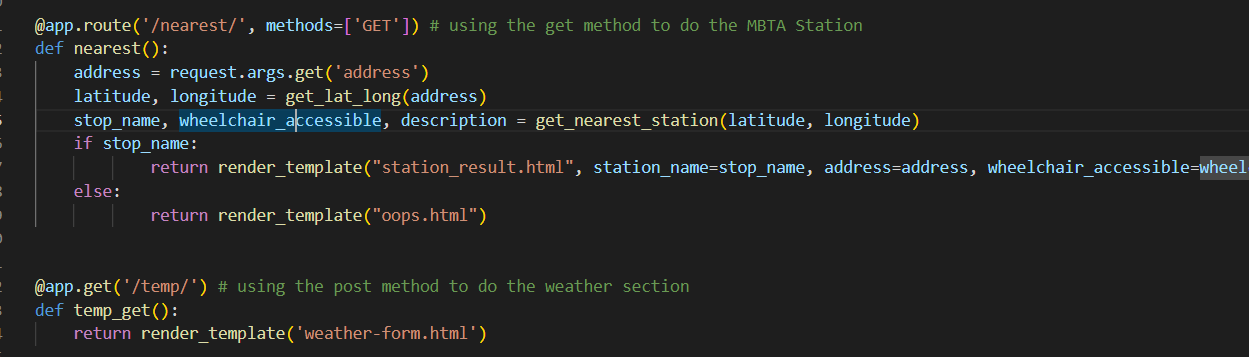 @app.route('/nearest/', methods=['GET']) # using the get method to do the MBTA Station
def nearest():
    address = request.args.get('address')
    latitude, longitude = get_lat_long(address)
    stop_name, wheelchair_accessible, description = get_nearest_station(latitude, longitude)
    if stop_name:
            return render_template("station_result.html", station_name=stop_name, address=address, wheelchair_accessible=wheel
    else:
            return render_template("oops.html")
@app.get('/temp/') # using the post method to do the weather section
def temp_get():
    return render_template('weather-form.html')